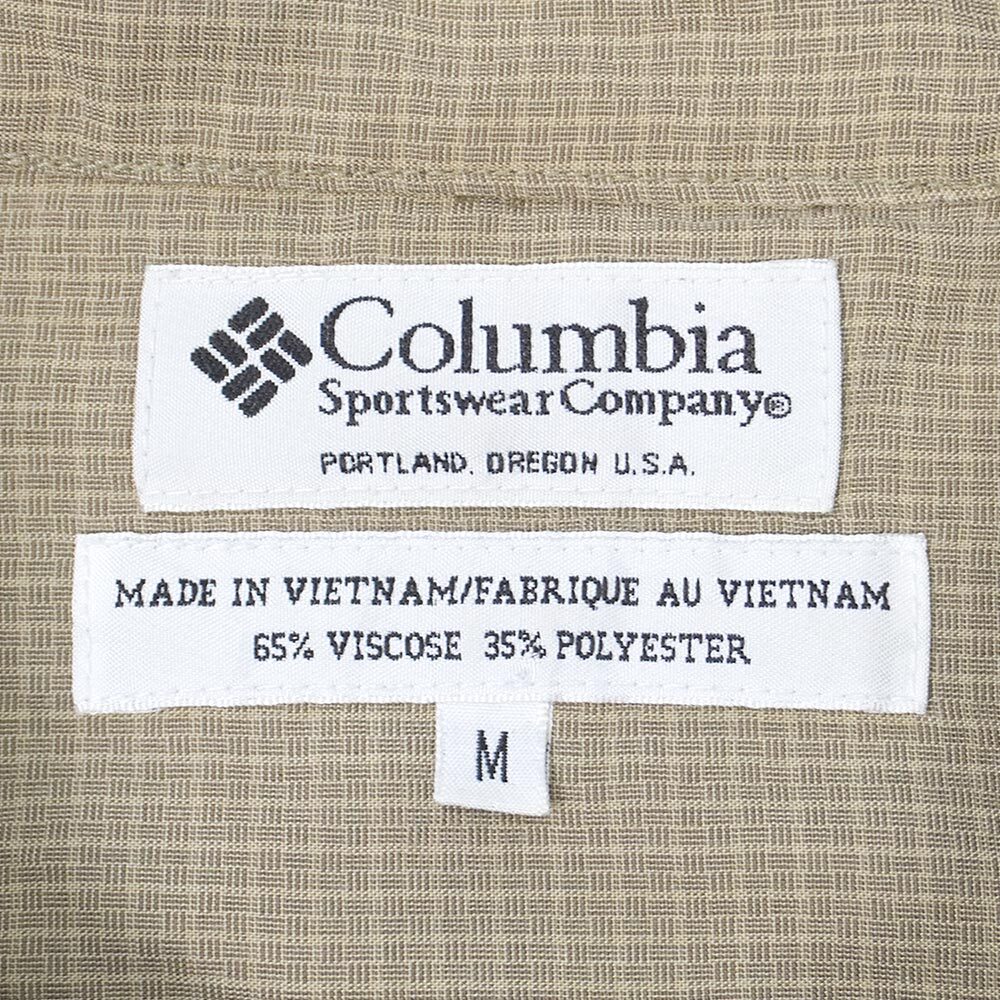 Columbia
Sportswear Company®
PORTLAND, OREGON U.S.A.
MADE IN VIETNAM/FABRIQUE AU VIETNAM
65% VISCOSE 35% POLYESTER
M